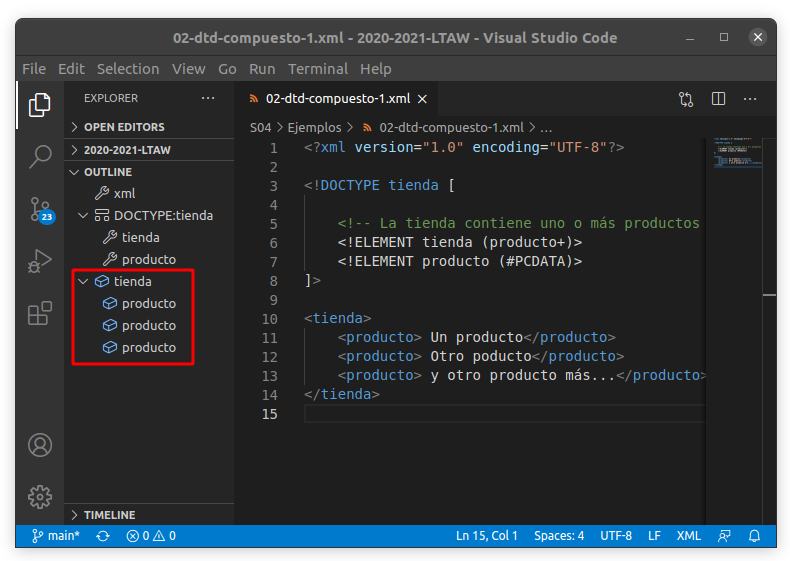 02-dtd-compuesto-1.xml - 2020-2021-LTAW - Visual Studio Code
File Edit Selection View Go Run Terminal Help
EXPLORER
OPEN EDITORS
2020-2021-LTAW
OUTLINE
xml
DOCTYPE:tienda
tienda
producto
tienda
producto
producto
producto
TIMELINE
23
02-dtd-compuesto-1.xml
S04 > Ejemplos > 02-dtd-compuesto-1.xml > ...
1 <?xml version="1.0" encoding="UTF-8"?>
2
3 <!DOCTYPE tienda [
4
5 <!-- La tienda contiene uno o más productos
6 <!ELEMENT tienda (producto+)>
7 <!ELEMENT producto (#PCDATA)>
8 ]>
9
10 <tienda>
11 <producto> Un producto</producto>
12 <producto> Otro poducto</producto>
13 <producto> y otro producto más...</producto>
14 </tienda>
15
main* 0 0 Ln 15, Col 1 Spaces: 4 UTF-8 LF XML